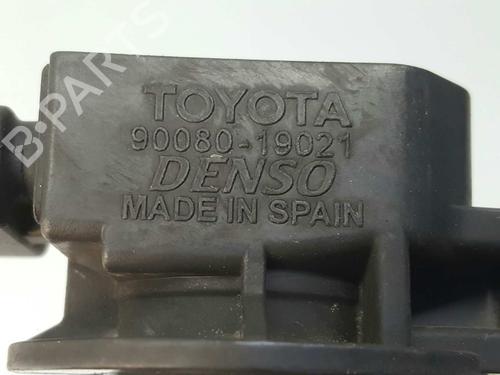 B-PARTS
TOYOTA
90080-19021
DENSO
MADE IN SPAIN